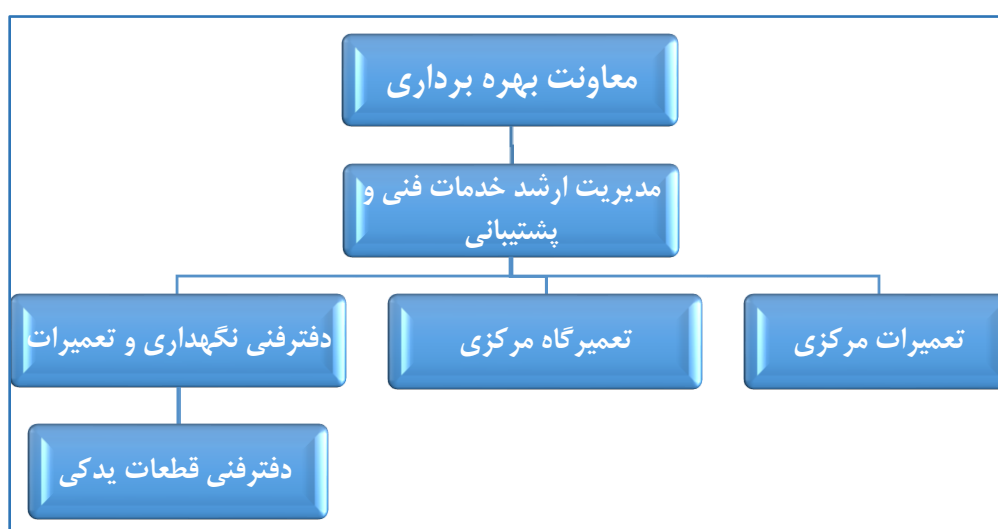 معاونت بهره برداری
مدیریت ارشد خدمات فنی و
پشتیبانی
تعمیرات مرکزی
تعمیرگاه مرکزی
دفترفنی نگهداری و تعمیرات
دفترفنی قطعات یدکی